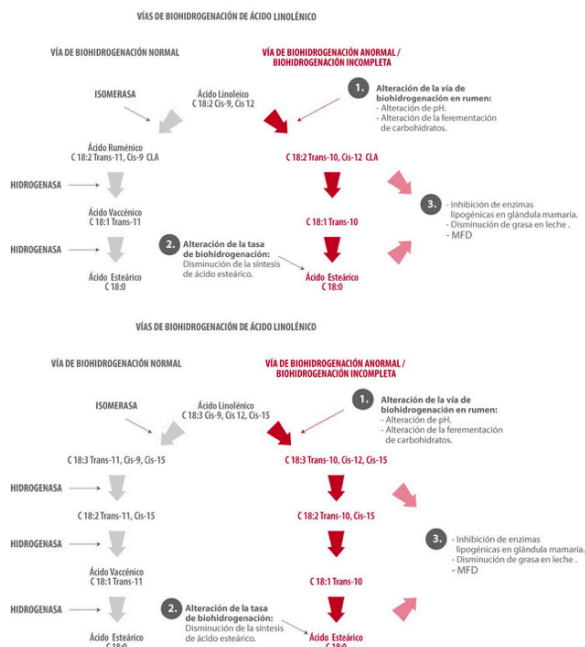 VÍAS DE BIOHIDROGENACIÓN DE ÁCIDO LINOLÉNICO
VÍA DE BIOHIDROGENACIÓN NORMAL
VÍA DE BIOHIDROGENACIÓN ANORMAL /
BIOHIDROGENACIÓN INCOMPLETA
ISOMERASA
Ácido Linoleico
C 18:2 Cis-9, Cis 12
1.
Alteración de la vía de
biohidrogenación en rumen:
- Alteración de pH.
- Alteración de la ferementación
de carbohidratos.
Ácido Ruménico
C 18:2 Trans-11, Cis-9 CLA
C 18:2 Trans-10, Cis-12 CLA
HIDROGENASA
3.
- Inhibición de enzimas
lipogénicas en glándula mamaria.
- Disminución de grasa en leche .
- MFD
Ácido Vaccénico
C 18:1 Trans-11
C 18:1 Trans-10
HIDROGENASA
2.
Alteración de la tasa
de biohidrogenación:
Disminución de la síntesis
de ácido esteárico.
Ácido Esteárico
C 18:0
Ácido Esteárico
C 18:0
VÍAS DE BIOHIDROGENACIÓN DE ÁCIDO LINOLÉNICO
VÍA DE BIOHIDROGENACIÓN NORMAL
VÍA DE BIOHIDROGENACIÓN ANORMAL /
BIOHIDROGENACIÓN INCOMPLETA
ISOMERASA
Ácido Linolénico
C 18:3 Cis-9, Cis 12, Cis-15
1.
Alteración de la vía de
biohidrogenación en rumen:
- Alteración de pH.
- Alteración de la ferementación
de carbohidratos.
C 18:3 Trans-11, Cis-9, Cis-15
C 18:3 Trans-10, Cis-12, Cis-15
HIDROGENASA
C 18:2 Trans-11, Cis-15
C 18:2 Trans-10, Cis-15
HIDROGENASA
3.
- Inhibición de enzimas
lipogénicas en glándula mamaria.
- Disminución de grasa en leche .
- MFD
Ácido Vaccénico
C 18:1 Trans-11
C 18:1 Trans-10
HIDROGENASA
2.
Alteración de la tasa
de biohidrogenación:
Disminución de la síntesis
de ácido esteárico.
Ácido Esteárico
C 18:0
Ácido Esteárico
C 18:0